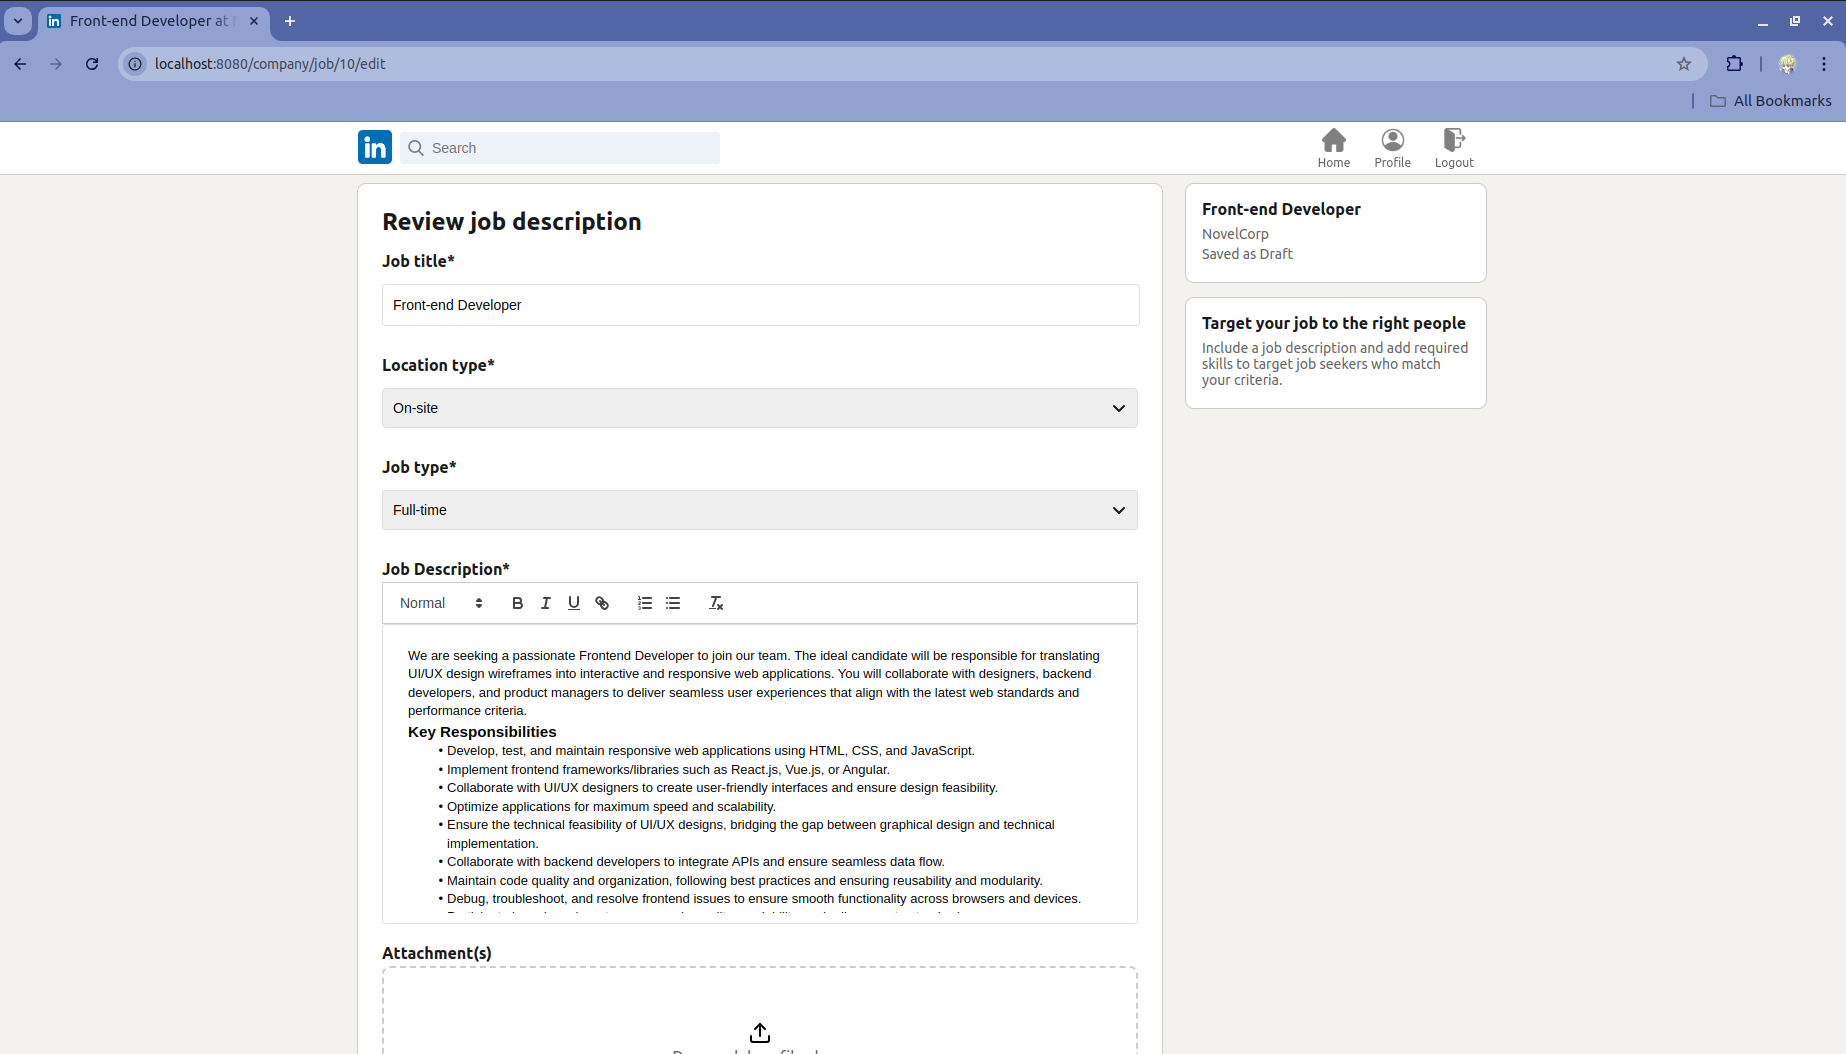 Front-end Developer at
localhost:8080/company/job/10/edit
All Bookmarks
in
Search
Home
Profile
Logout
Review job description
Job title*
Front-end Developer
Location type*
On-site
Job type*
Full-time
Job Description*
Normal
We are seeking a passionate Frontend Developer to join our team. The ideal candidate will be responsible for translating
UI/UX design wireframes into interactive and responsive web applications. You will collaborate with designers, backend
developers, and product managers to deliver seamless user experiences that align with the latest web standards and
performance criteria.
Key Responsibilities
• Develop, test, and maintain responsive web applications using HTML, CSS, and JavaScript.
• Implement frontend frameworks/libraries such as React.js, Vue.js, or Angular.
• Collaborate with UI/UX designers to create user-friendly interfaces and ensure design feasibility.
• Optimize applications for maximum speed and scalability.
• Ensure the technical feasibility of UI/UX designs, bridging the gap between graphical design and technical
implementation.
• Collaborate with backend developers to integrate APIs and ensure seamless data flow.
• Maintain code quality and organization, following best practices and ensuring reusability and modularity.
• Debug, troubleshoot, and resolve frontend issues to ensure smooth functionality across browsers and devices.
Attachment(s)
Front-end Developer
NovelCorp
Saved as Draft
Target your job to the right people
Include a job description and add required
skills to target job seekers who match
your criteria.